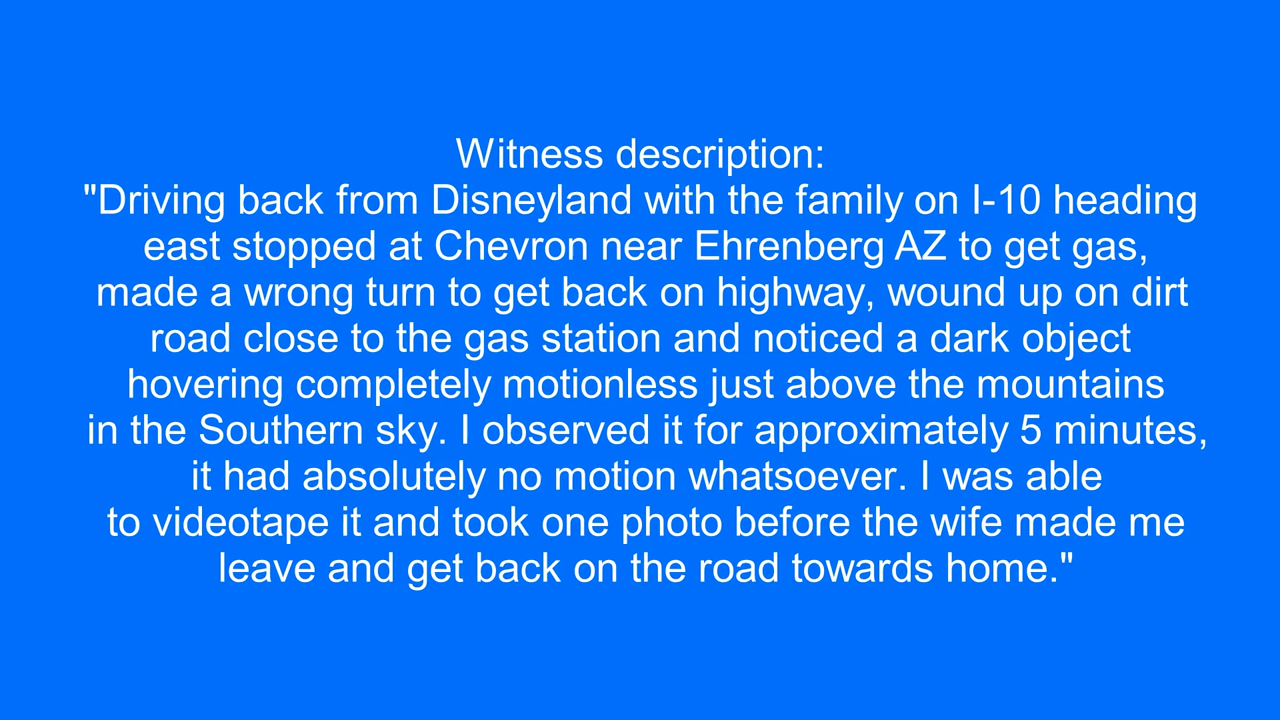 Witness description:
"Driving back from Disneyland with the family on I-10 heading
east stopped at Chevron near Ehrenberg AZ to get gas,
made a wrong turn to get back on highway, wound up on dirt
road close to the gas station and noticed a dark object
hovering completely motionless just above the mountains
in the Southern sky. I observed it for approximately 5 minutes,
it had absolutely no motion whatsoever. I was able
to videotape it and took one photo before the wife made me
leave and get back on the road towards home."